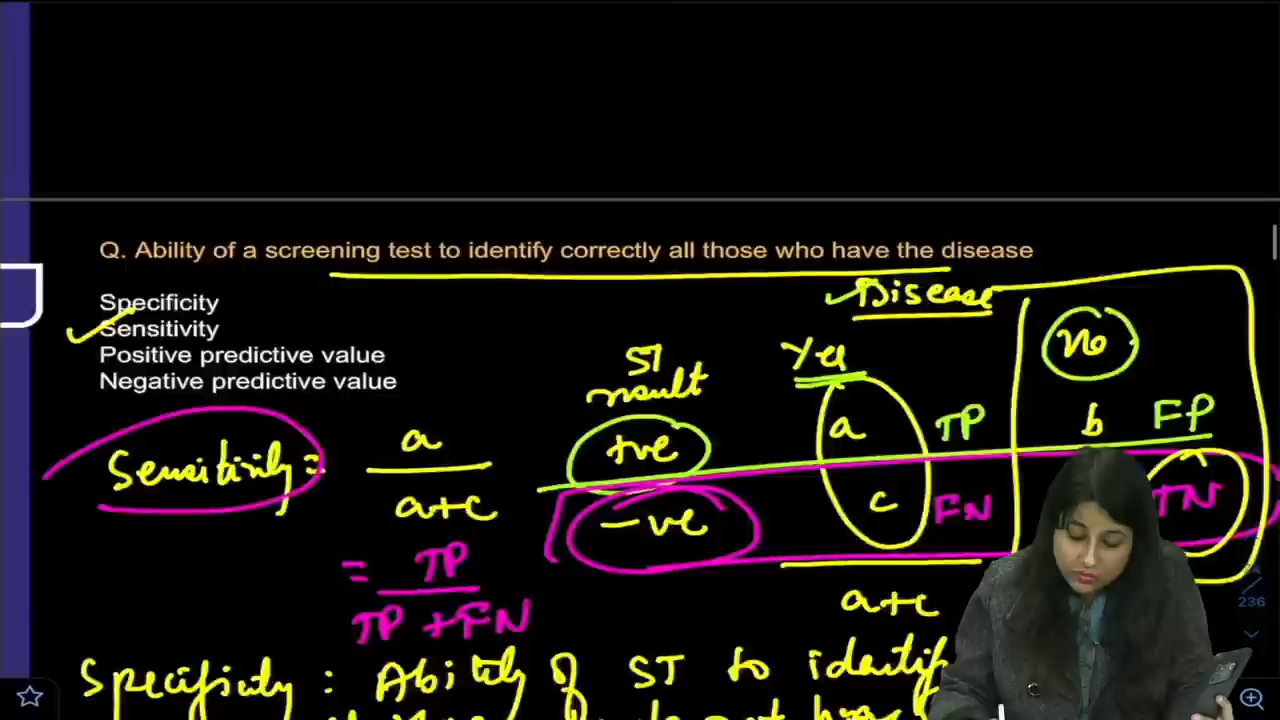 Q. Ability of a screening test to identify correctly all those who have the disease
Specificity
Sensitivity
Positive predictive value
Negative predictive value
Disease
ST
result
Yes
No
+ve
a TP
b FP
-ve
c FN
TN
a+c
Sensitivity = a
a+c
= TP
TP + FN
236
Specificity : Ability of ST to identify